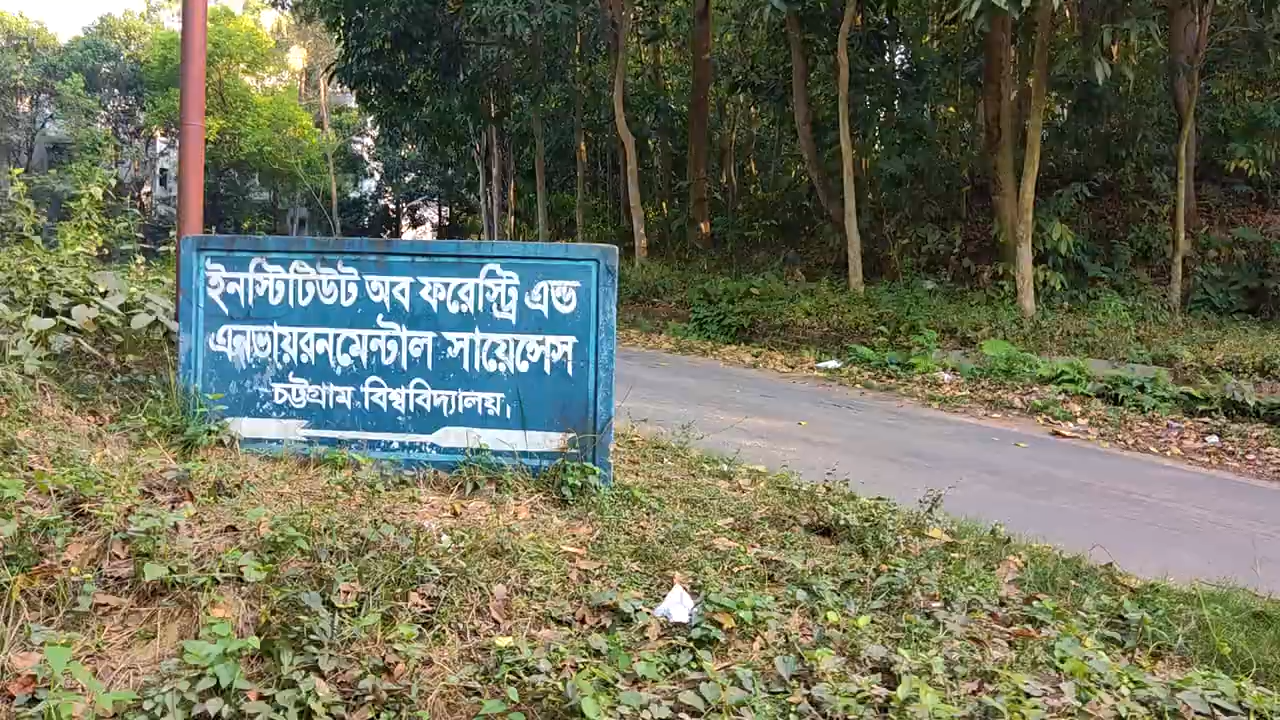 ইনস্টিটিউট অব ফরেস্ট্রি এন্ড
এনভায়রনমেন্টাল সায়েন্সেস
চট্টগ্রাম বিশ্ববিদ্যালয়।